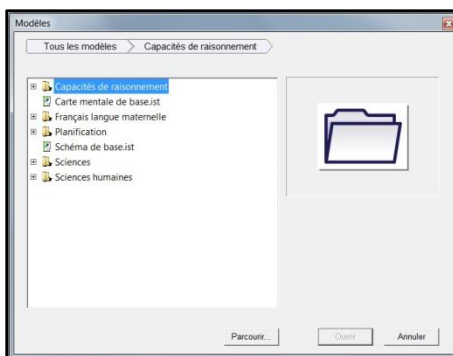 Modèles
Tous les modèles
Capacités de raisonnement
Capacités de raisonnement
Carte mentale de base.ist
Français langue maternelle
Planification
Schéma de base.ist
Sciences
Sciences humaines
Parcourir...
Ouvrir
Annuler